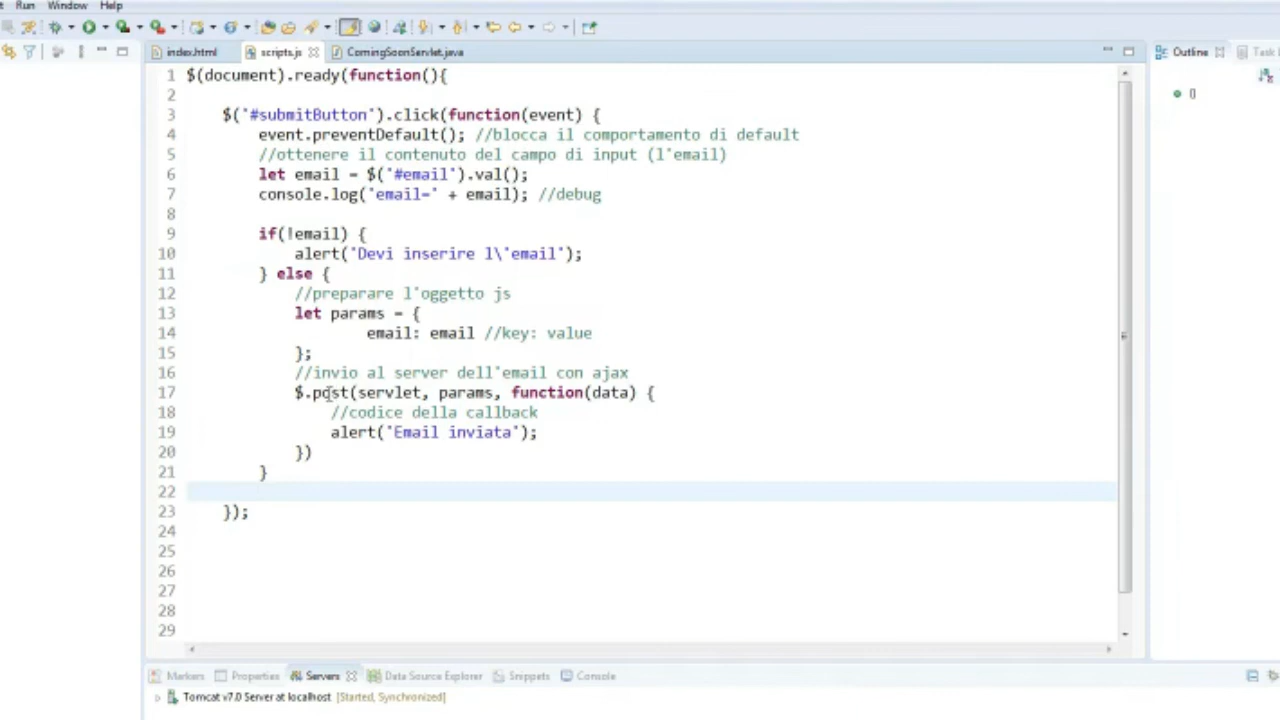 Run Window Help
index.html scripts.js ComingSoonServlet.java Outline Task
1 $(document).ready(function(){
2
3 $("#submitButton").click(function(event) {
4 event.preventDefault(); //blocca il comportamento di default
5 //ottenere il contenuto del campo di input (l'email)
6 let email = $("#email").val();
7 console.log("email=" + email); //debug
8
9 if(!email) {
10 alert("Devi inserire l\"email");
11 } else {
12 //preparare l'oggetto js
13 let params = {
14 email: email //key: value
15 };
16 //invio al server dell'email con ajax
17 $.post(servlet, params, function(data) {
18 //codice della callback
19 alert("Email inviata");
20 })
21 }
22
23 });
24
25
26
27
28
29
Markers Properties Servers Data Source Explorer Snippets Console
Tomcat v7.0 Server at localhost [Started, Synchronized]